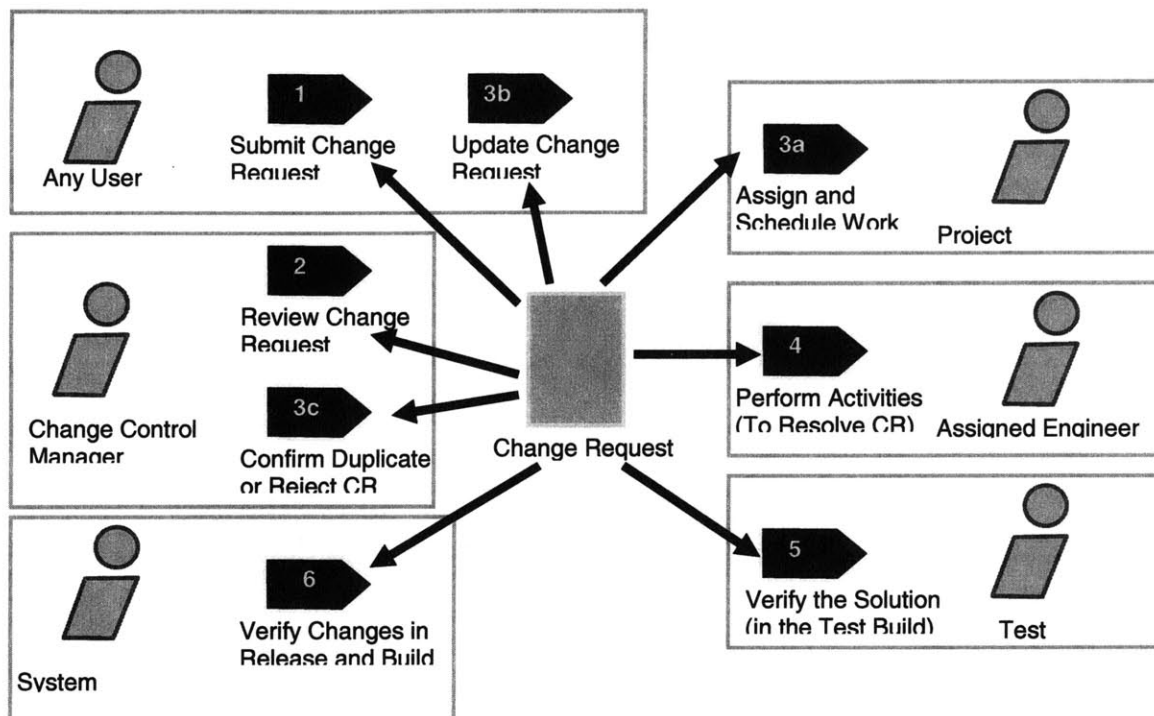 1
Submit Change
Request
3b
Update Change
Request
Any User
3a
Assign and
Schedule Work
Project
2
Review Change
Request
3c
Confirm Duplicate
or Reject CR
Change Control
Manager
Change Request
4
Perform Activities
(To Resolve CR)
Assigned Engineer
6
Verify Changes in
Release and Build
System
5
Verify the Solution
(in the Test Build)
Test